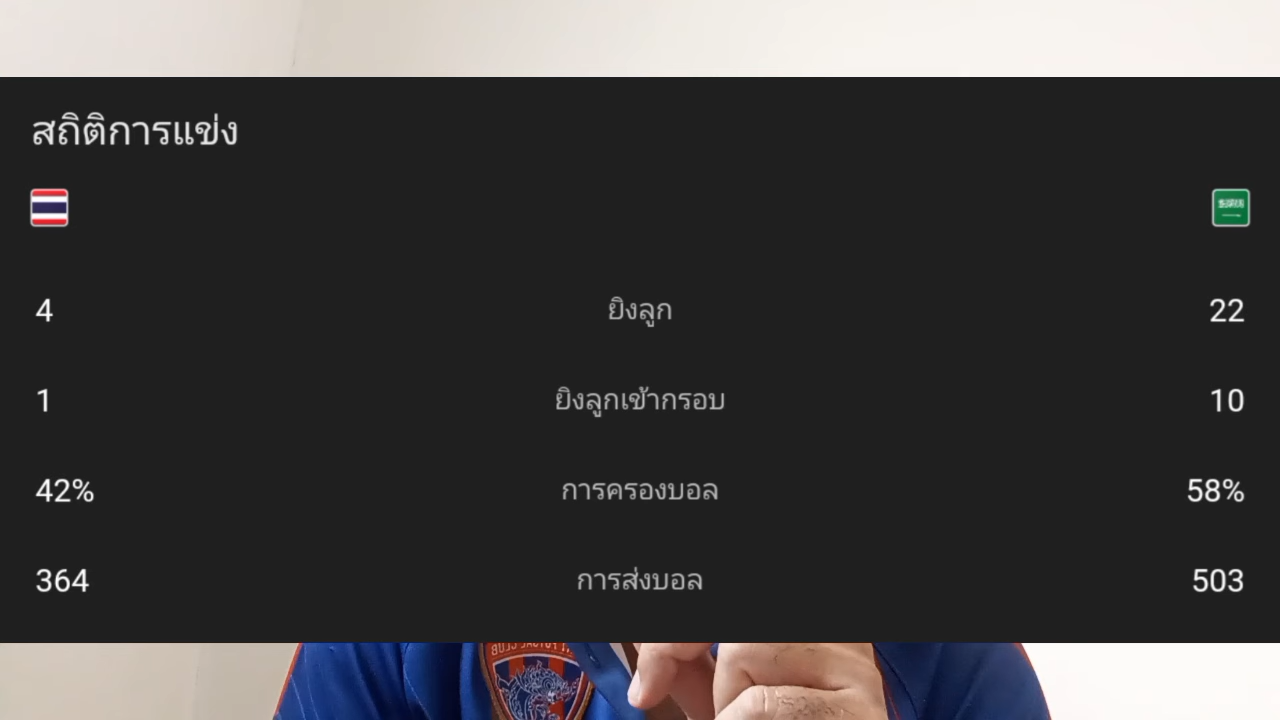 สถิติการแข่ง
4 ยิงลูก 22
1 ยิงลูกเข้ากรอบ 10
42% การครองบอล 58%
364 การส่งบอล 503